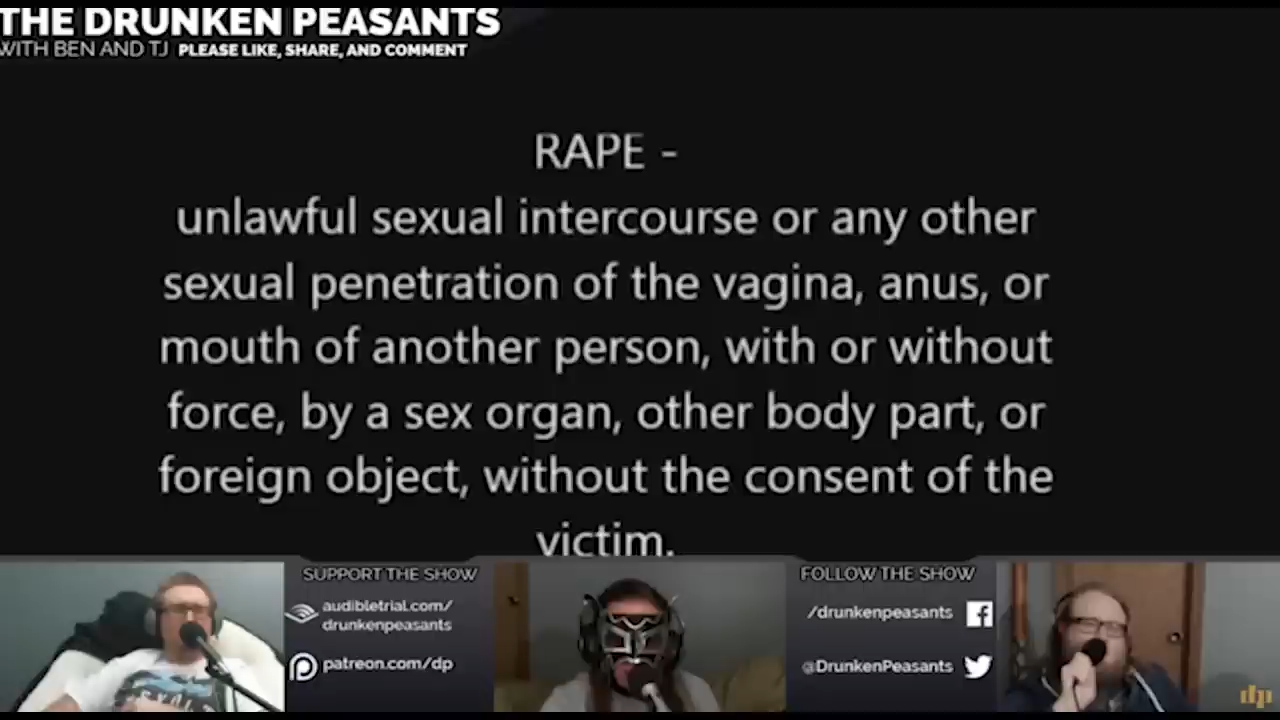 THE DRUNKEN PEASANTS
WITH BEN AND TJ PLEASE LIKE, SHARE, AND COMMENT
RAPE -
unlawful sexual intercourse or any other
sexual penetration of the vagina, anus, or
mouth of another person, with or without
force, by a sex organ, other body part, or
foreign object, without the consent of the
victim.
SUPPORT THE SHOW
audibletrial.com/
drunkenpeasants
patreon.com/dp
FOLLOW THE SHOW
/drunkenpeasants
@DrunkenPeasants
dp